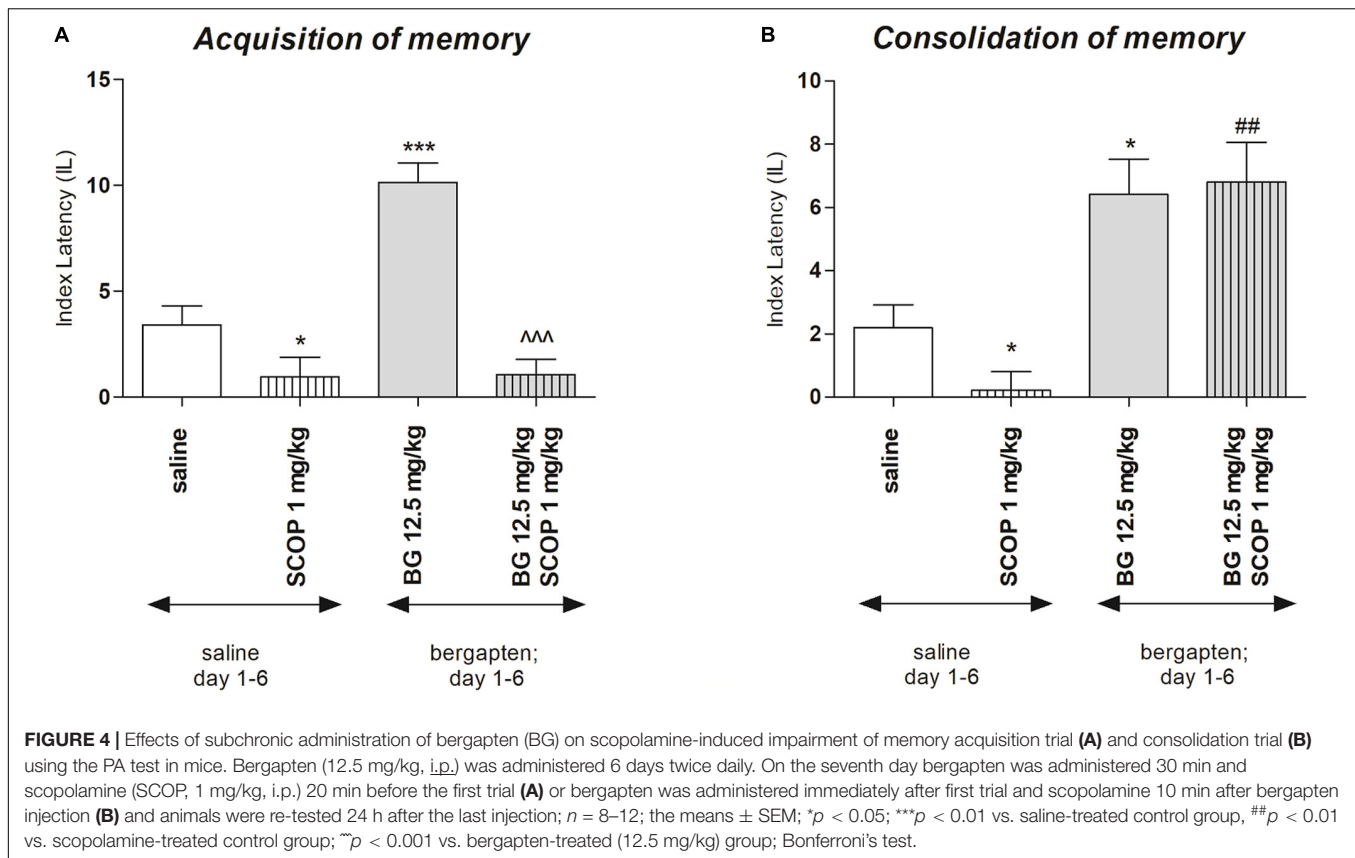 A
Acquisition of memory
15
10
5
0
Index Latency (IL)
***
*
^^^
saline
SCOP 1 mg/kg
BG 12.5 mg/kg
BG 12.5 mg/kg
SCOP 1 mg/kg
saline
day 1-6
bergapten;
day 1-6
B
Consolidation of memory
10
8
6
4
2
0
Index Latency (IL)
*
*
##
saline
SCOP 1 mg/kg
BG 12.5 mg/kg
BG 12.5 mg/kg
SCOP 1 mg/kg
saline
day 1-6
bergapten;
day 1-6
FIGURE 4 | Effects of subchronic administration of bergapten (BG) on scopolamine-induced impairment of memory acquisition trial (A) and consolidation trial (B)
using the PA test in mice. Bergapten (12.5 mg/kg, i.p.) was administered 6 days twice daily. On the seventh day bergapten was administered 30 min and
scopolamine (SCOP, 1 mg/kg, i.p.) 20 min before the first trial (A) or bergapten was administered immediately after first trial and scopolamine 10 min after bergapten
injection (B) and animals were re-tested 24 h after the last injection; n = 8–12; the means ± SEM; *p < 0.05; ***p < 0.01 vs. saline-treated control group, ##p < 0.01
vs. scopolamine-treated control group; ^^^p < 0.001 vs. bergapten-treated (12.5 mg/kg) group; Bonferroni's test.